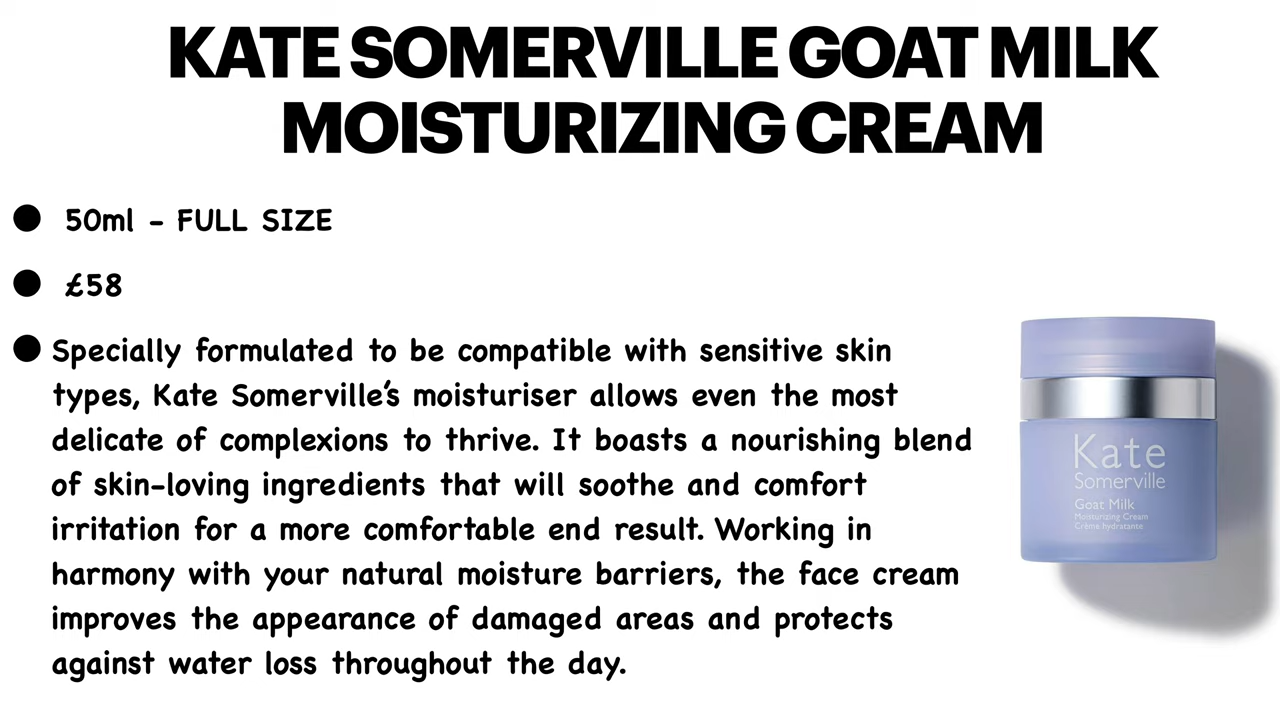 KATE SOMERVILLE GOAT MILK
MOISTURIZING CREAM
● 50ml - FULL SIZE
● £58
● Specially formulated to be compatible with sensitive skin
types, Kate Somerville's moisturiser allows even the most
delicate of complexions to thrive. It boasts a nourishing blend
of skin-loving ingredients that will soothe and comfort
irritation for a more comfortable end result. Working in
harmony with your natural moisture barriers, the face cream
improves the appearance of damaged areas and protects
against water loss throughout the day.
Kate
Somerville
Goat Milk
Moisturizing Cream
Crème hydratante